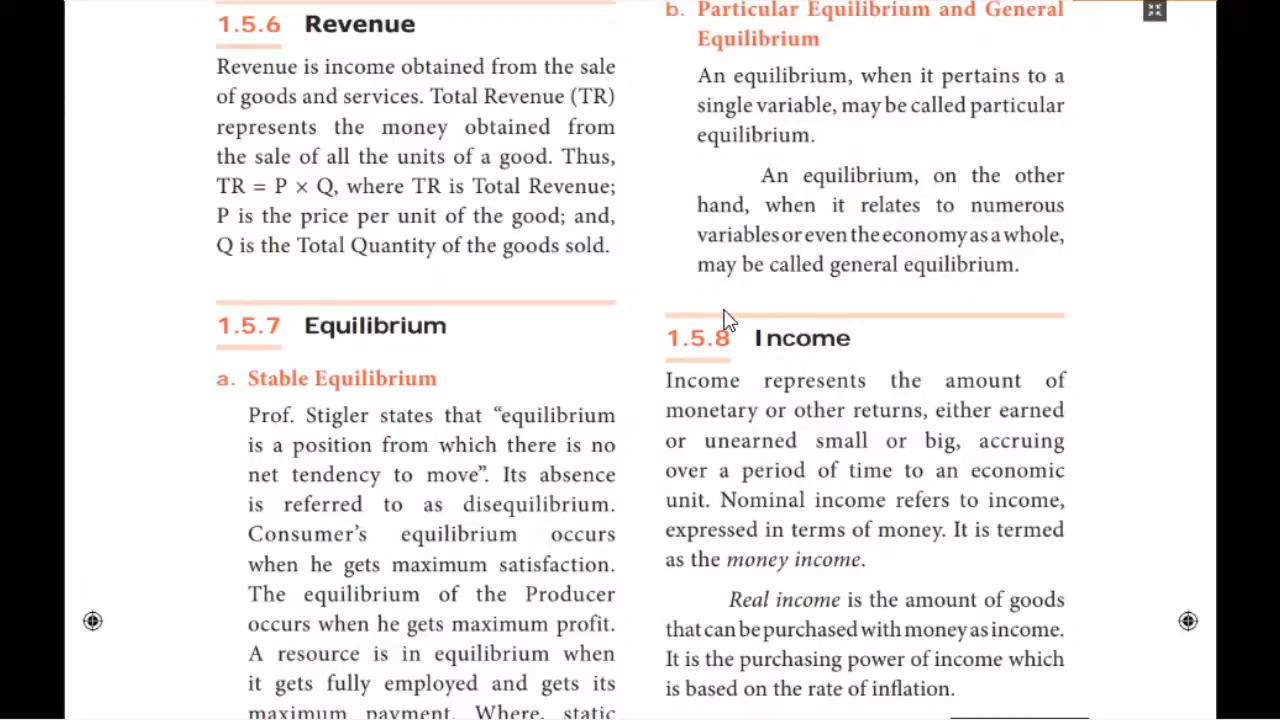 1.5.6 Revenue
Revenue is income obtained from the sale
of goods and services. Total Revenue (TR)
represents the money obtained from
the sale of all the units of a good. Thus,
TR = P × Q, where TR is Total Revenue;
P is the price per unit of the good; and,
Q is the Total Quantity of the goods sold.
1.5.7 Equilibrium
a. Stable Equilibrium
Prof. Stigler states that “equilibrium
is a position from which there is no
net tendency to move”. Its absence
is referred to as disequilibrium.
Consumer’s equilibrium occurs
when he gets maximum satisfaction.
The equilibrium of the Producer
occurs when he gets maximum profit.
A resource is in equilibrium when
it gets fully employed and gets its
maximum payment. Where, static
b. Particular Equilibrium and General
Equilibrium
An equilibrium, when it pertains to a
single variable, may be called particular
equilibrium.
An equilibrium, on the other
hand, when it relates to numerous
variables or even the economy as a whole,
may be called general equilibrium.
1.5.8 Income
Income represents the amount of
monetary or other returns, either earned
or unearned small or big, accruing
over a period of time to an economic
unit. Nominal income refers to income,
expressed in terms of money. It is termed
as the money income.
Real income is the amount of goods
that can be purchased with money as income.
It is the purchasing power of income which
is based on the rate of inflation.